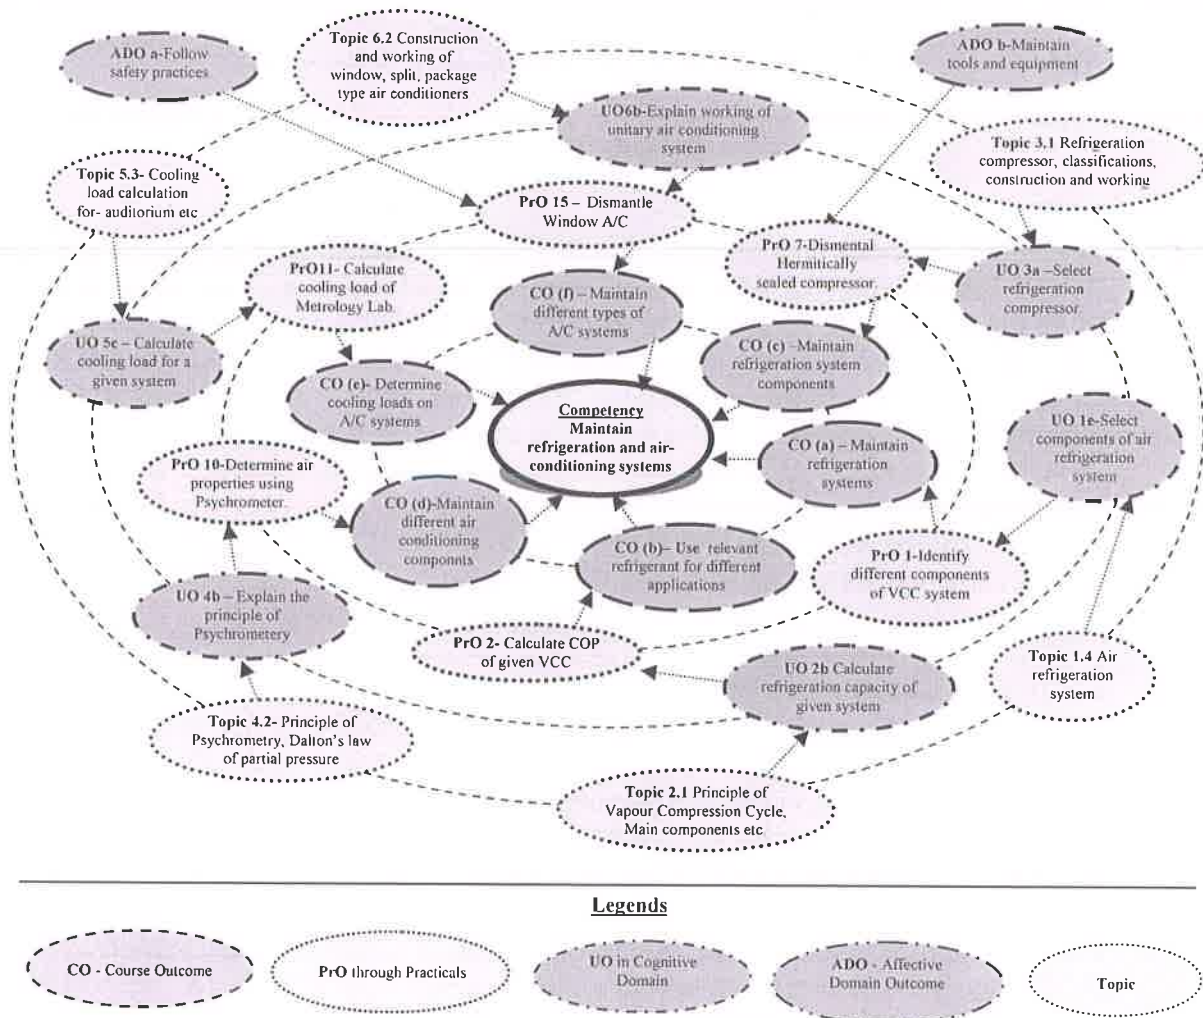 ADO a-Follow
safety practices
Topic 6.2 Construction
and working of
window, split, package
type air conditioners
ADO b-Maintain
tools and equipment
UO6b-Explain working of
unitary air conditioning
system
Topic 3.1 Refrigeration
compressor, classifications,
construction and working
Topic 5.3- Cooling
load calculation
for- auditorium etc
PrO 15 – Dismantle
Window A/C
PrO 7-Dismental
Hermitically
sealed compressor.
UO 3a –Select
refrigeration
compressor.
PrO11- Calculate
cooling load of
Metrology Lab.
CO (f) – Maintain
different types of
A/C systems
UO 5c – Calculate
cooling load for a
given system
CO (c) –Maintain
refrigeration system
components
CO (e)- Determine
cooling loads on
A/C systems
Competency
Maintain
refrigeration and air-
conditioning systems
UO 1e-Select
components of air
refrigeration
system
CO (a) – Maintain
refrigeration
systems
PrO 10-Determine air
properties using
Psychrometer.
CO (d)-Maintain
different air
conditioning
componnts
CO (b)– Use relevant
refrigerant for different
applications
PrO 1-Identify
different components
of VCC system
UO 4b – Explain the
principle of
Psychrometery
PrO 2- Calculate COP
of given VCC
UO 2b Calculate
refrigeration capacity of
given system
Topic 1.4 Air
refrigeration
system
Topic 4.2- Principle of
Psychrometry, Dalton's law
of partial pressure
Topic 2.1 Principle of
Vapour Compression Cycle,
Main components etc
Legends
CO - Course Outcome
PrO through Practicals
UO in Cognitive
Domain
ADO - Affective
Domain Outcome
Topic